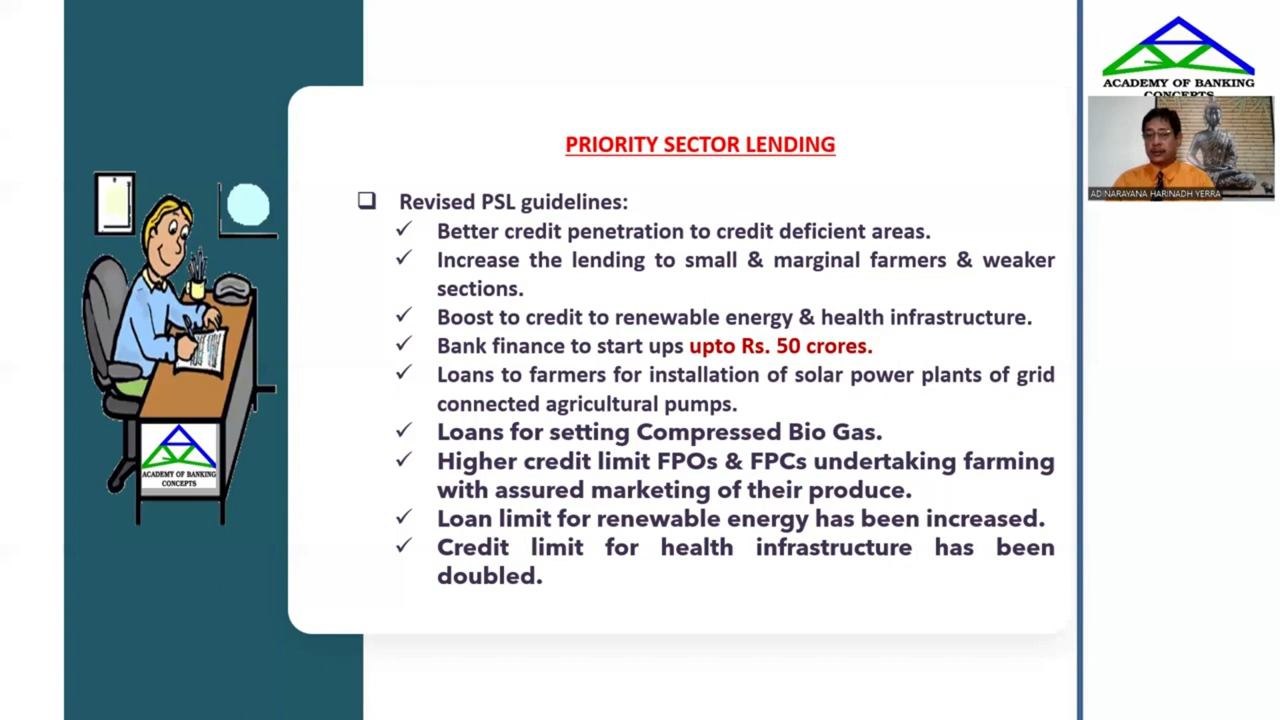 PRIORITY SECTOR LENDING
Revised PSL guidelines:
Better credit penetration to credit deficient areas.
Increase the lending to small & marginal farmers & weaker
sections.
Boost to credit to renewable energy & health infrastructure.
Bank finance to start ups upto Rs. 50 crores.
Loans to farmers for installation of solar power plants of grid
connected agricultural pumps.
Loans for setting Compressed Bio Gas.
Higher credit limit FPOs & FPCs undertaking farming
with assured marketing of their produce.
Loan limit for renewable energy has been increased.
Credit limit for health infrastructure has been
doubled.
ACADEMY OF BANKING
CONCEPTS
ACADEMY OF BANKING
CONCEPTS
ADINARAYANA HARINADH YERRA